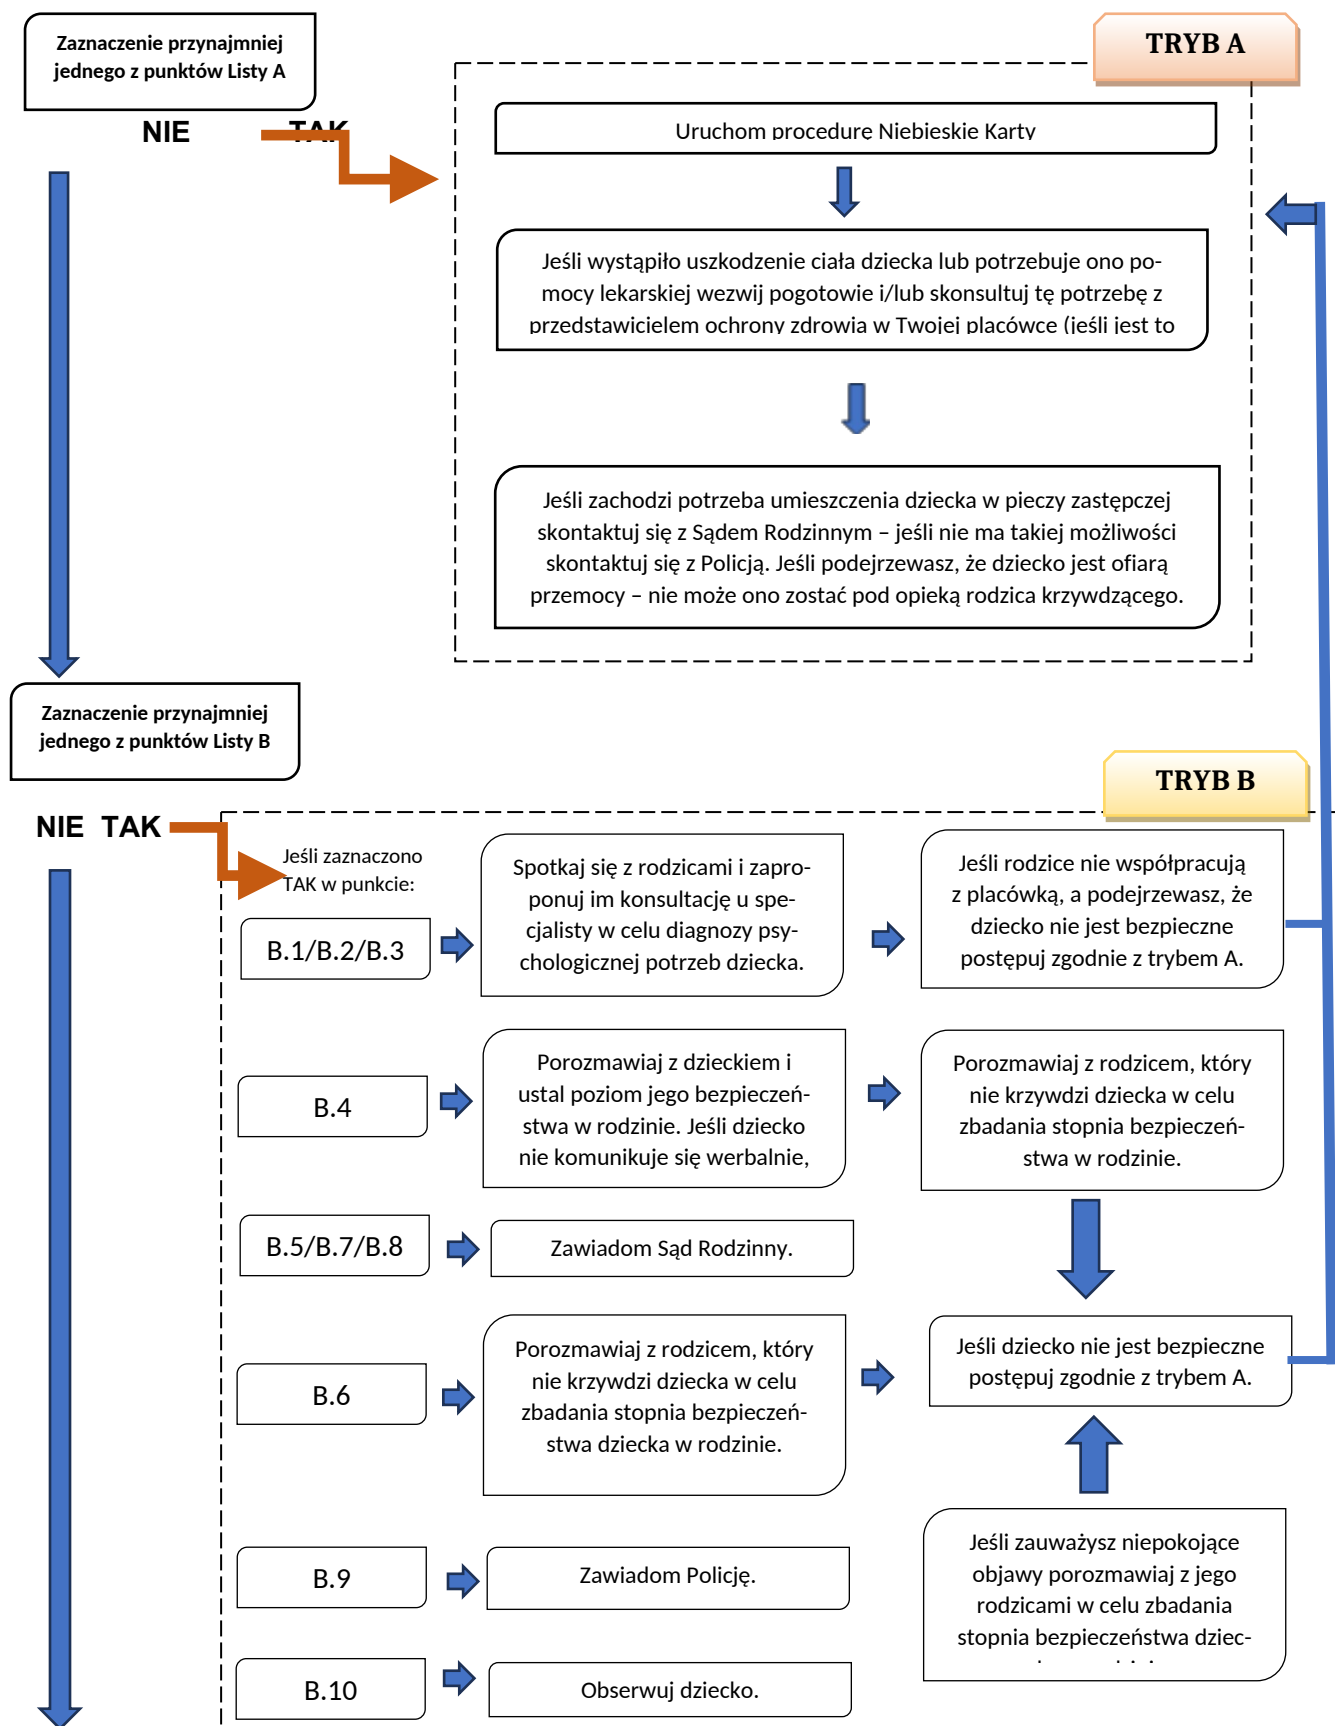 Zaznaczenie przynajmniej
jednego z punktów Listy A
NIE TAK
TRYB A
Uruchom procedurę Niebieskie Karty
Jeśli wystąpiło uszkodzenie ciała dziecka lub potrzebuje ono po-
mocy lekarskiej wezwij pogotowie i/lub skonsultuj tę potrzebę z
przedstawicielem ochrony zdrowia w Twojej placówce (jeśli jest to
Jeśli zachodzi potrzeba umieszczenia dziecka w pieczy zastępczej
skontaktuj się z Sądem Rodzinnym – jeśli nie ma takiej możliwości
skontaktuj się z Policją. Jeśli podejrzewasz, że dziecko jest ofiarą
przemocy – nie może ono zostać pod opieką rodzica krzywdzącego.
Zaznaczenie przynajmniej
jednego z punktów Listy B
NIE TAK
TRYB B
Jeśli zaznaczono
TAK w punkcie:
B.1/B.2/B.3
Spotkaj się z rodzicami i zapro-
ponuj im konsultację u spe-
cjalisty w celu diagnozy psy-
chologicznej potrzeb dziecka.
Jeśli rodzice nie współpracują
z placówką, a podejrzewasz, że
dziecko nie jest bezpieczne
postępuj zgodnie z trybem A.
B.4
Porozmawiaj z dzieckiem i
ustal poziom jego bezpieczeń-
stwa w rodzinie. Jeśli dziecko
nie komunikuje się werbalnie,
Porozmawiaj z rodzicem, który
nie krzywdzi dziecka w celu
zbadania stopnia bezpieczeń-
stwa w rodzinie.
B.5/B.7/B.8
Zawiadom Sąd Rodzinny.
B.6
Porozmawiaj z rodzicem, który
nie krzywdzi dziecka w celu
zbadania stopnia bezpieczeń-
stwa dziecka w rodzinie.
Jeśli dziecko nie jest bezpieczne
postępuj zgodnie z trybem A.
B.9
Zawiadom Policję.
Jeśli zauważysz niepokojące
objawy porozmawiaj z jego
rodzicami w celu zbadania
stopnia bezpieczeństwa dziec-
B.10
Obserwuj dziecko.